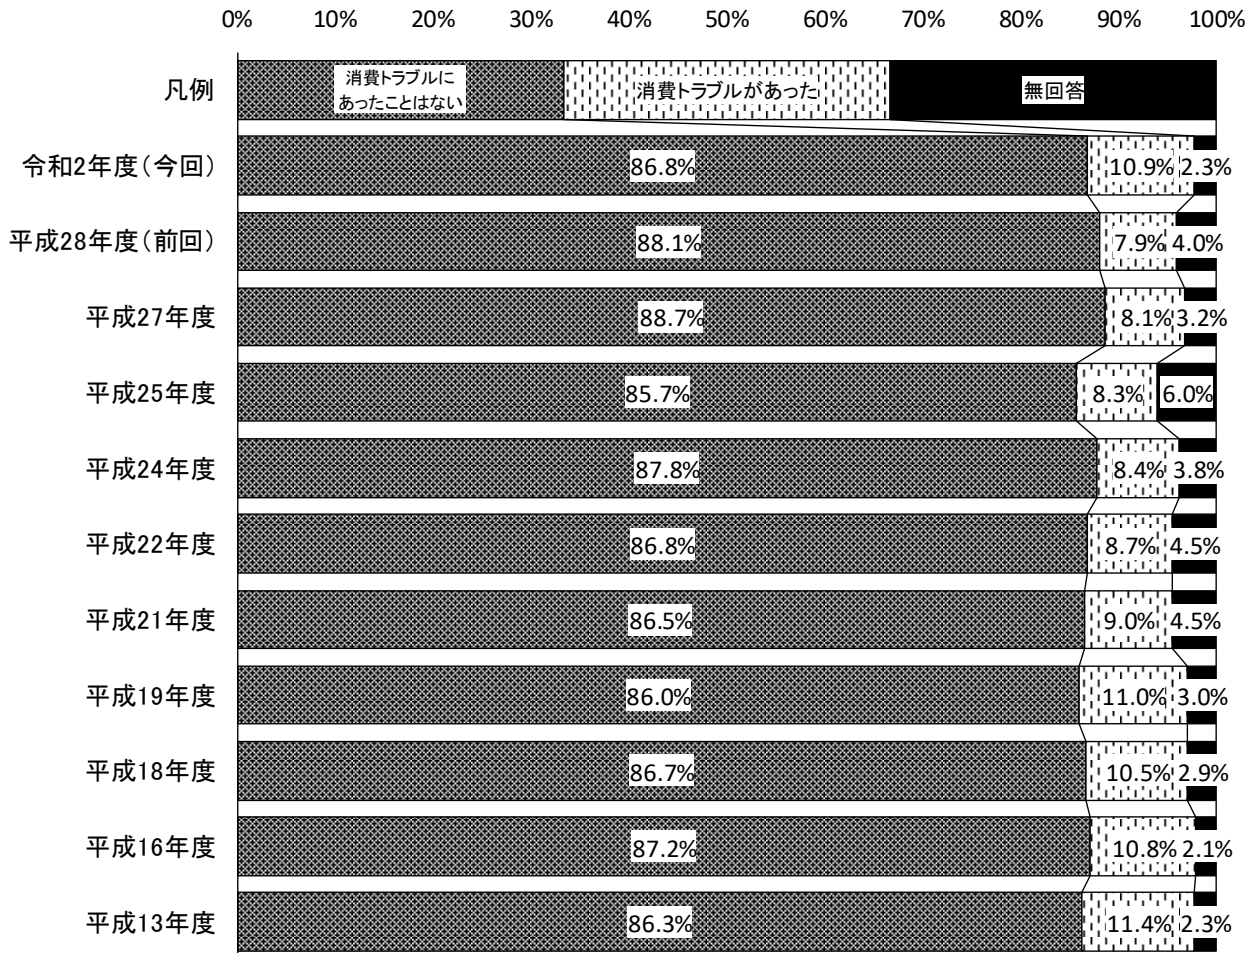 0% 10% 20% 30% 40% 50% 60% 70% 80% 90% 100%
凡例
消費トラブルに
あったことはない
消費トラブルがあった
無回答
令和2年度(今回) 86.8% 10.9% 2.3%
平成28年度(前回) 88.1% 7.9% 4.0%
平成27年度 88.7% 8.1% 3.2%
平成25年度 85.7% 8.3% 6.0%
平成24年度 87.8% 8.4% 3.8%
平成22年度 86.8% 8.7% 4.5%
平成21年度 86.5% 9.0% 4.5%
平成19年度 86.0% 11.0% 3.0%
平成18年度 86.7% 10.5% 2.9%
平成16年度 87.2% 10.8% 2.1%
平成13年度 86.3% 11.4% 2.3%